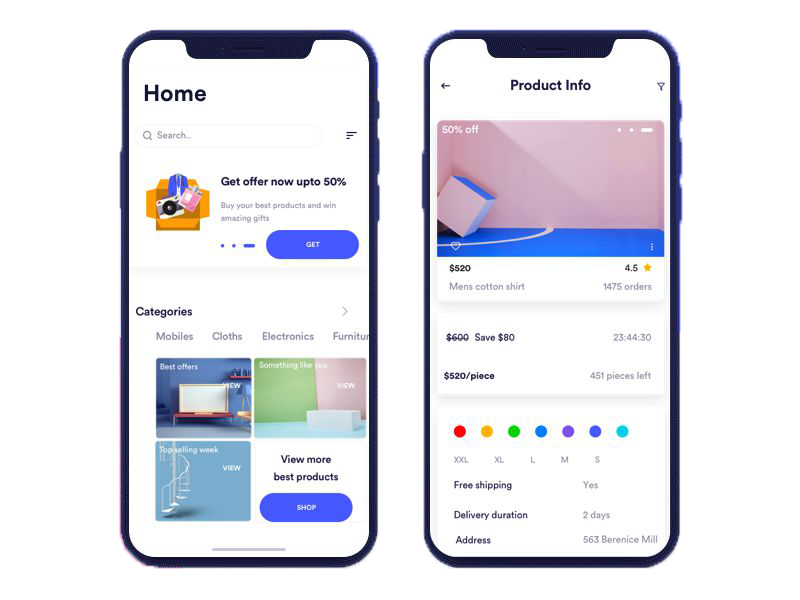 Home
Search..
Get offer now upto 50%
Buy your best products and win
amazing gifts
GET
Categories
Mobiles Cloths Electronics Furnitur
Best offers
VIEW
Something like you
VIEW
Top selling week
VIEW
View more
best products
SHOP
Product Info
50% off
$520 4.5
Mens cotton shirt 1475 orders
$600 Save $80 23:44:30
$520/piece 451 pieces left
XXL XL L M S
Free shipping Yes
Delivery duration 2 days
Address 563 Berenice Mill